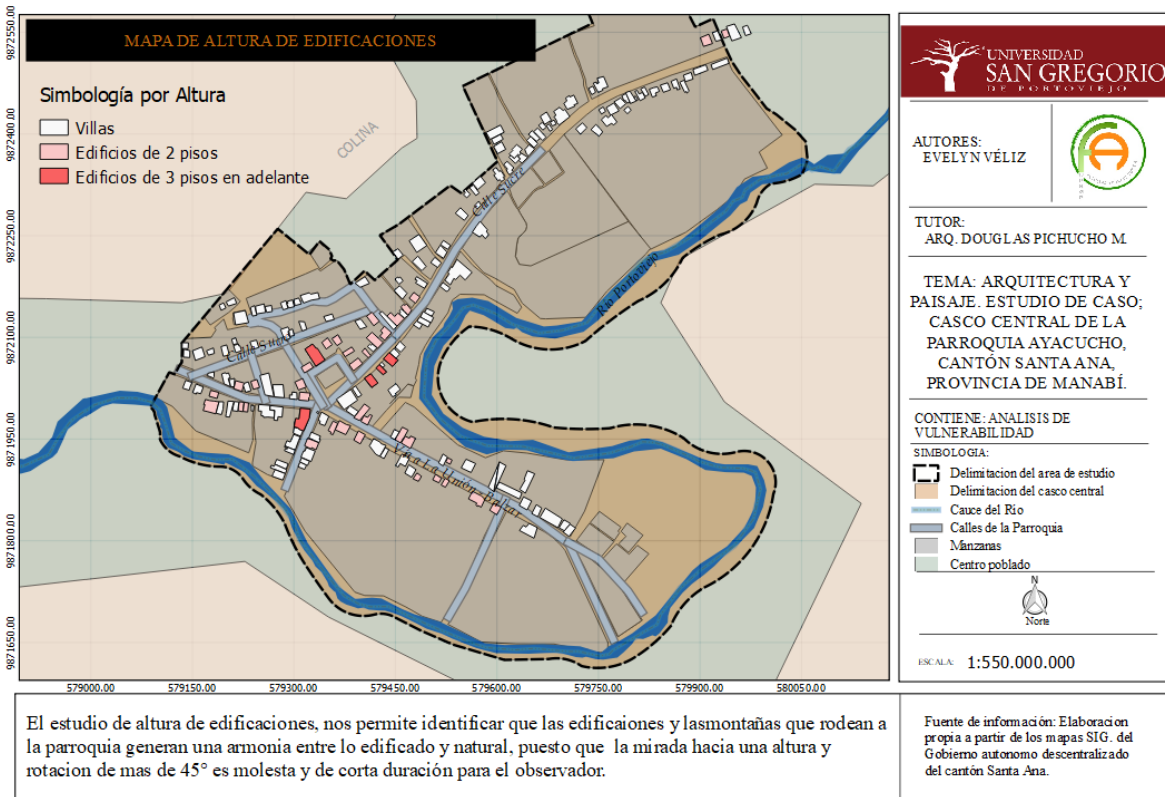 MAPA DE ALTURA DE EDIFICACIONES
Simbología por Altura
Villas
Edificios de 2 pisos
Edificios de 3 pisos en adelante
COLINA
Calle Sucre
Calle Sucre
Rio Portoviejo
9872550.00
9872400.00
9872250.00
9872100.00
9871950.00
9871800.00
9871650.00
579000.00
579150.00
579300.00
579450.00
579600.00
579750.00
579900.00
580050.00
UNIVERSIDAD
SAN GREGORIO
DE PORTOVIEJO
AUTORES:
EVELYN VÉLIZ
TUTOR:
ARQ. DOUGLAS PICHUCHO M.
TEMA: ARQUITECTURA Y
PAISAJE. ESTUDIO DE CASO;
CASCO CENTRAL DE LA
PARROQUIA AYACUCHO,
CANTÓN SANTA ANA,
PROVINCIA DE MANABÍ.
CONTIENE: ANALISIS DE
VULNERABILIDAD
SIMBOLOGIA:
Delimitacion del area de estudio
Delimitacion del casco central
Cauce del Rio
Calles de la Parroquia
Manzanas
Centro poblado
N
Norte
ESCALA: 1:550.000.000
El estudio de altura de edificaciones, nos permite identificar que las edificaiones y lasmontañas que rodean a
la parroquia generan una armonia entre lo edificado y natural, puesto que la mirada hacia una altura y
rotacion de mas de 45° es molesta y de corta duración para el observador.
Fuente de información: Elaboracion
propia a partir de los mapas SIG. del
Gobierno autonomo descentralizado
del cantón Santa Ana.